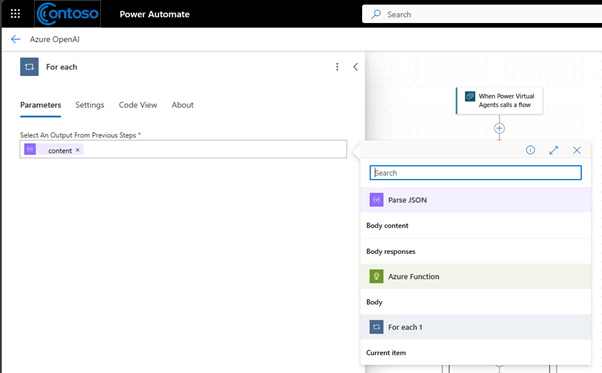 Contoso
Power Automate
Search
Azure OpenAI
For each
Parameters
Settings
Code View
About
Select An Output From Previous Steps *
content ×
When Power Virtual
Agents calls a flow
Search
Parse JSON
Body content
Body responses
Azure Function
Body
For each 1
Current item